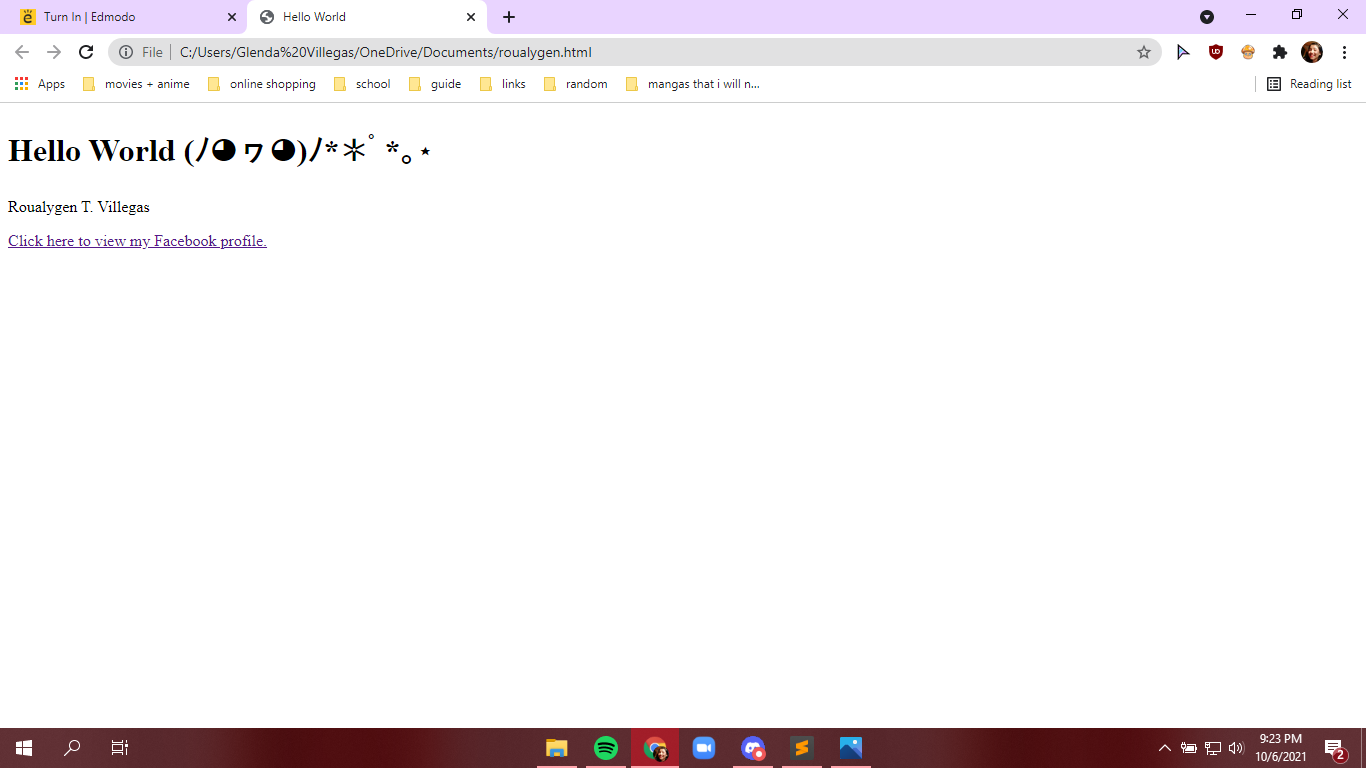 Turn In | Edmodo
Hello World
File
C:/Users/Glenda%20Villegas/OneDrive/Documents/roualygen.html
Apps
movies + anime
online shopping
school
guide
links
random
mangas that i will n...
Reading list
Hello World (ﾉ◕ヮ◕)ﾉ*✲ﾟ*｡⋆
Roualygen T. Villegas
Click here to view my Facebook profile.
9:23 PM
10/6/2021
2